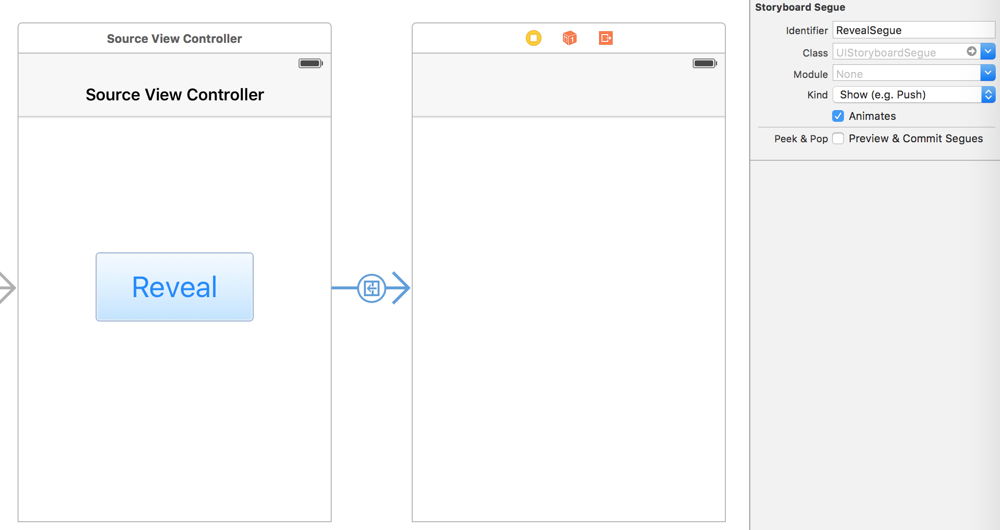 Source View Controller
Source View Controller
Reveal
1
Storyboard Segue
Identifier RevealSegue
Class UIStoryboardSegue
Module None
Kind Show (e.g. Push)
Animates
Peek & Pop Preview & Commit Segues